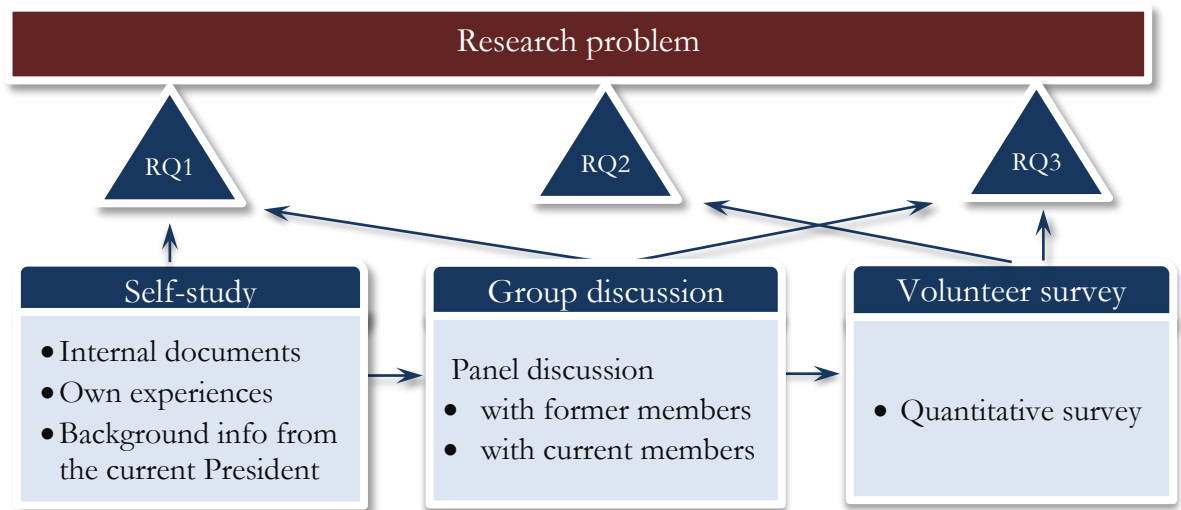 Research problem
RQ1
RQ2
RQ3
Self-study
• Internal documents
• Own experiences
• Background info from
the current President
Group discussion
Panel discussion
• with former members
• with current members
Volunteer survey
• Quantitative survey